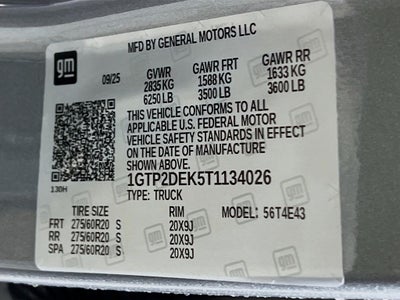 MFD BY GENERAL MOTORS LLC
gm
09/25
GVWR GAWR FRT GAWR RR
2835 KG 1588 KG 1633 KG
6250 LB 3500 LB 3600 LB
THIS VEHICLE CONFORMS TO ALL
APPLICABLE U.S. FEDERAL MOTOR
VEHICLE SAFETY STANDARDS IN EFFECT
ON THE DATE OF MANUFACTURE
SHOWN ABOVE.
130H
1GTP2DEK5T1134026
TYPE: TRUCK
TIRE SIZE RIM MODEL: 56T4E43
FRT 275/60R20 S 20X9J
RR 275/60R20 S 20X9J
SPA 275/60R20 S 20X9J